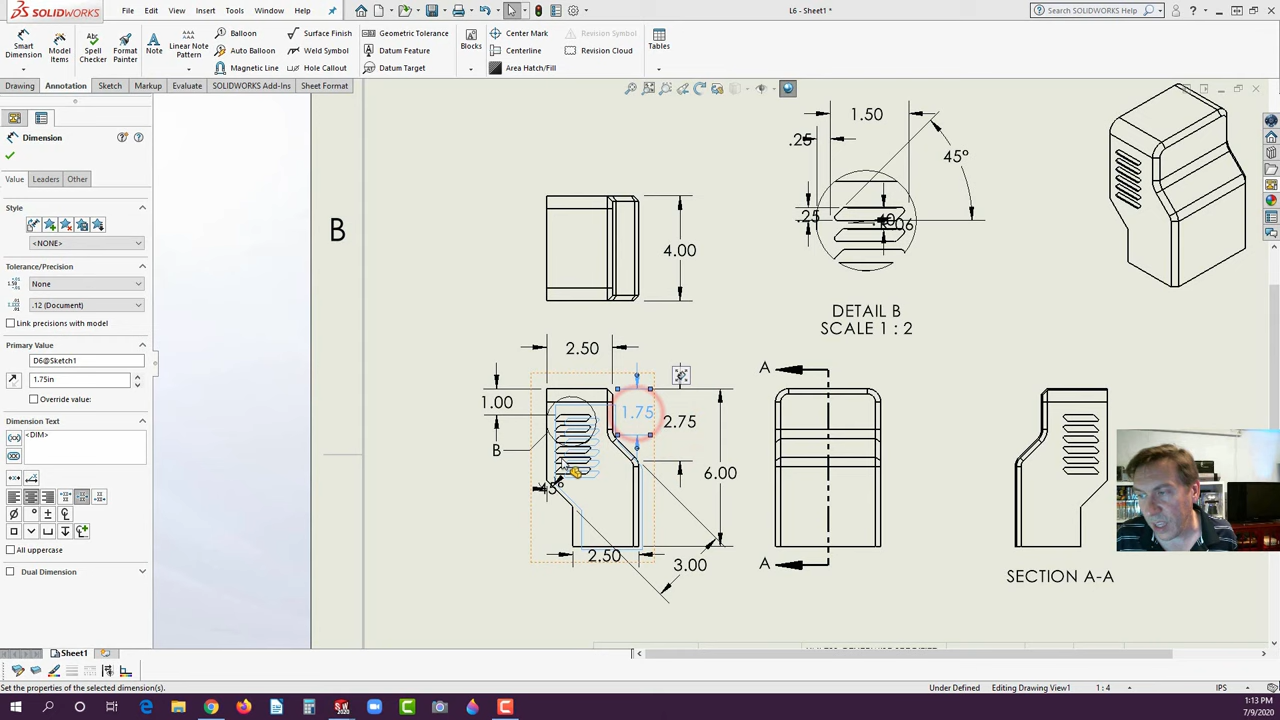 SOLIDWORKS
File Edit View Insert Tools Window Help
L6 - Sheet1 *
Search SOLIDWORKS Help
Smart Dimension
Model Items
Spell Checker
Format Painter
Note
Linear Note Pattern
Balloon
Auto Balloon
Magnetic Line
Surface Finish
Weld Symbol
Hole Callout
Geometric Tolerance
Datum Feature
Datum Target
Blocks
Center Mark
Centerline
Area Hatch/Fill
Revision Symbol
Revision Cloud
Tables
Drawing Annotation Sketch Markup Evaluate SOLIDWORKS Add-Ins Sheet Format
Dimension
Value Leaders Other
Style
<NONE>
Tolerance/Precision
None
.12 (Document)
Link precisions with model
Primary Value
D6@Sketch1
1.75in
Override value:
Dimension Text
<DIM>
All uppercase
Dual Dimension
B
4.00
1.50
.25
45°
.25
DETAIL B
SCALE 1 : 2
2.50
1.00
B
1.75
2.75
6.00
45°
2.50
3.00
A
A
SECTION A-A
Sheet1
Set the properties of the selected dimension(s).
Under Defined
Editing Drawing View1
1 : 4
IPS
1:13 PM
7/9/2020